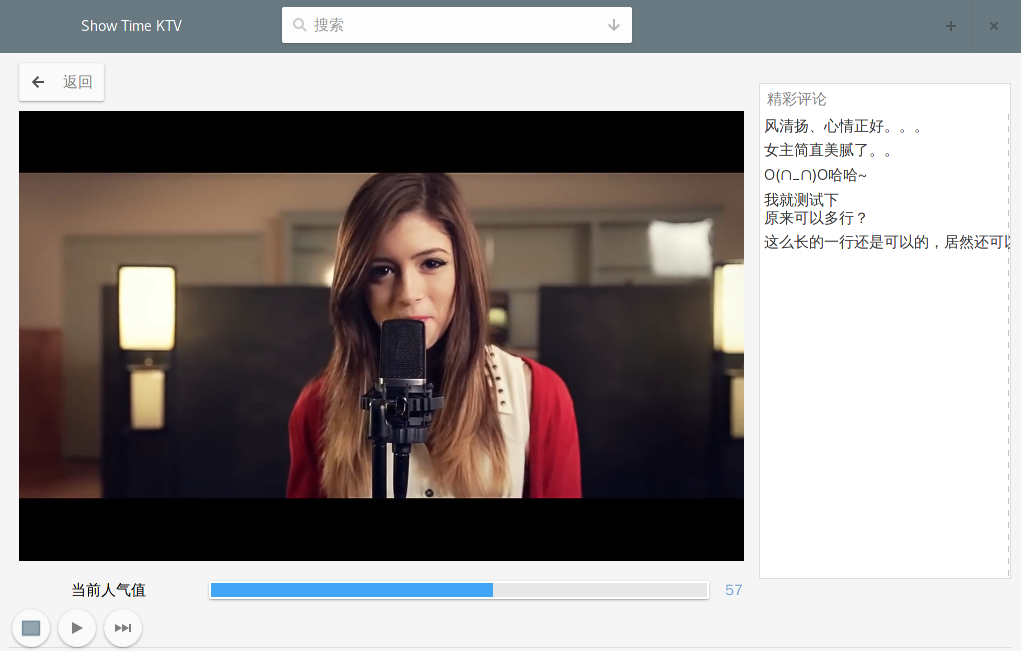 Show Time KTV
搜索
返回
精彩评论
风清扬、心情正好。。。
女主简直美腻了。。
O(∩_∩)O哈哈~
我就测试下
原来可以多行？
这么长的一行还是可以的，居然还可
当前人气值
57